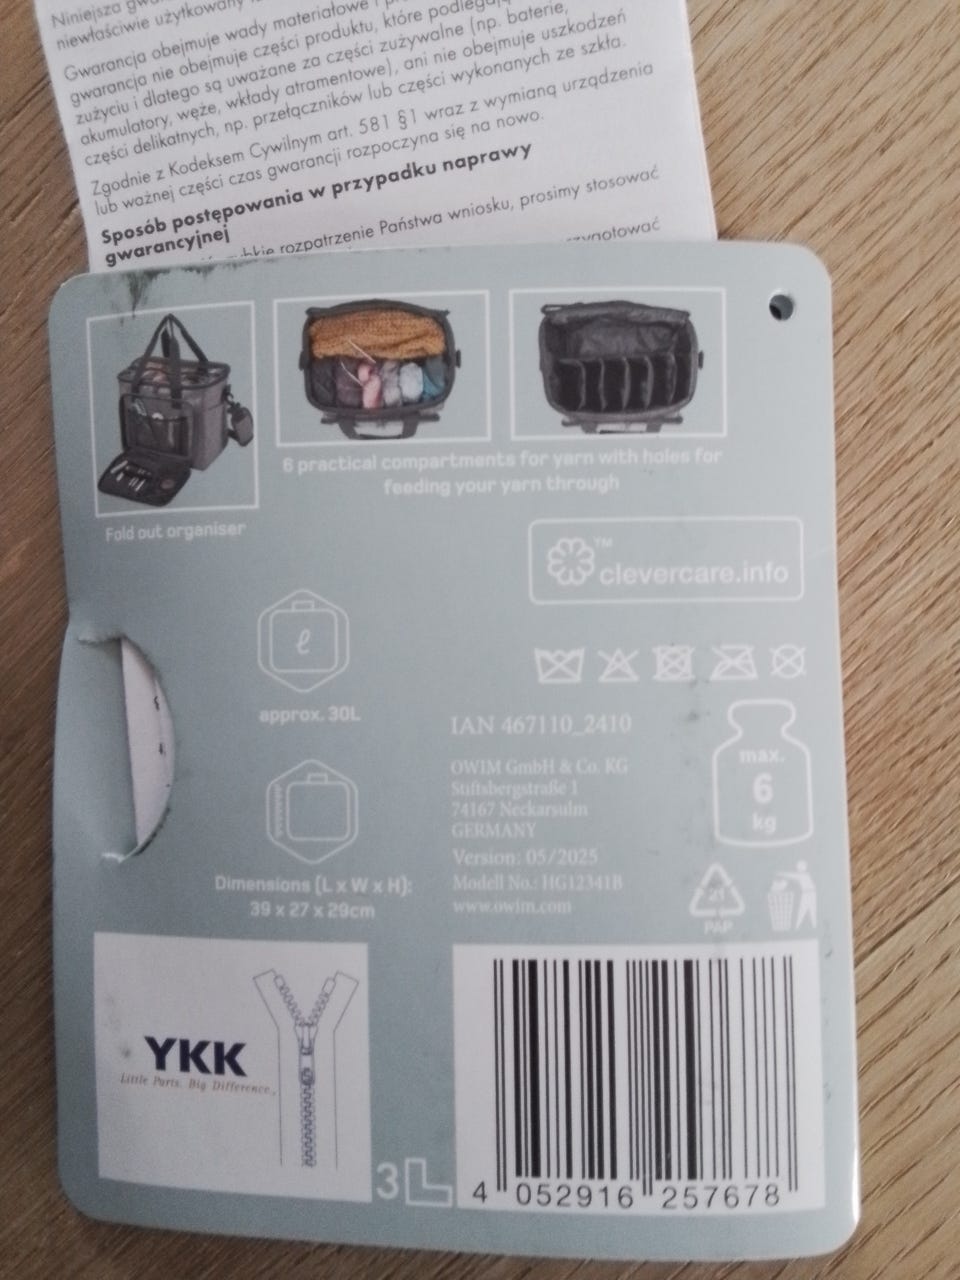 Niniejsza
niewłaściwie użytkowany
Gwarancja obejmuje wady materiałowe i
gwarancja nie obejmuje części produktu, które podlegają
zużyciu i dlatego są uważane za części zużywalne (np. baterie,
akumulatory, węże, wkłady atramentowe), ani nie obejmuje uszkodzeń
części delikatnych, np. przełączników lub części wykonanych ze szkła.
Zgodnie z Kodeksem Cywilnym art. 581 §1 wraz z wymianą urządzenia
lub ważnej części czas gwarancji rozpoczyna się na nowo.
Sposób postępowania w przypadku naprawy
gwarancyjnej
rozpatrzenie Państwa wniosku, prosimy stosować
Fold out organiser
6 practical compartments for yarn with holes for
feeding your yarn through
TM
clevercare.info
ℓ
approx. 30L
IAN 467110_2410
OWIM GmbH & Co. KG
Stiftsbergstraße 1
74167 Neckarsulm
GERMANY
Version: 05/2025
Modell No.: HG12341B
www.owim.com
max.
6
kg
Dimensions (L x W x H):
39 x 27 x 29cm
21
PAP
YKK
Little Parts. Big Difference.
3L
4 052916 257678